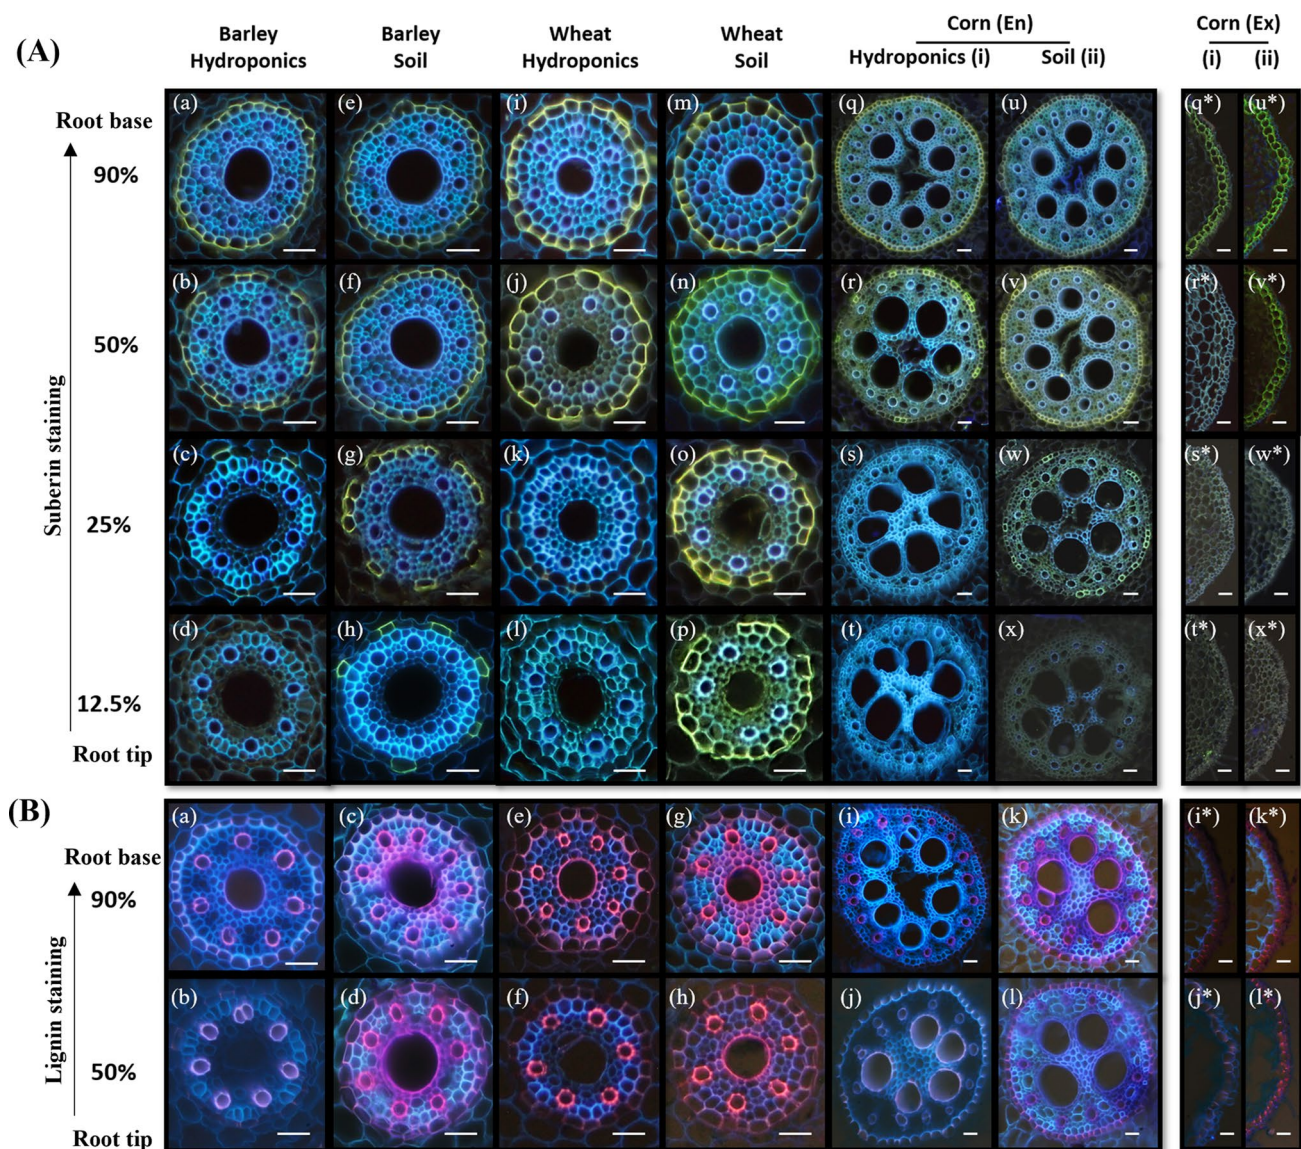 (A)
Barley Hydroponics
Barley Soil
Wheat Hydroponics
Wheat Soil
Corn (En)
Hydroponics (i) Soil (ii)
Corn (Ex)
(i) (ii)
Root base
90%
50%
25%
12.5%
Root tip
Suberin staining
(a) (e) (i) (m) (q) (u) (q*) (u*)
(b) (f) (j) (n) (r) (v) (r*) (v*)
(c) (g) (k) (o) (s) (w) (s*) (w*)
(d) (h) (l) (p) (t) (x) (t*) (x*)
(B)
Root base
90%
50%
Root tip
Lignin staining
(a) (c) (e) (g) (i) (k) (i*) (k*)
(b) (d) (f) (h) (j) (l) (j*) (l*)